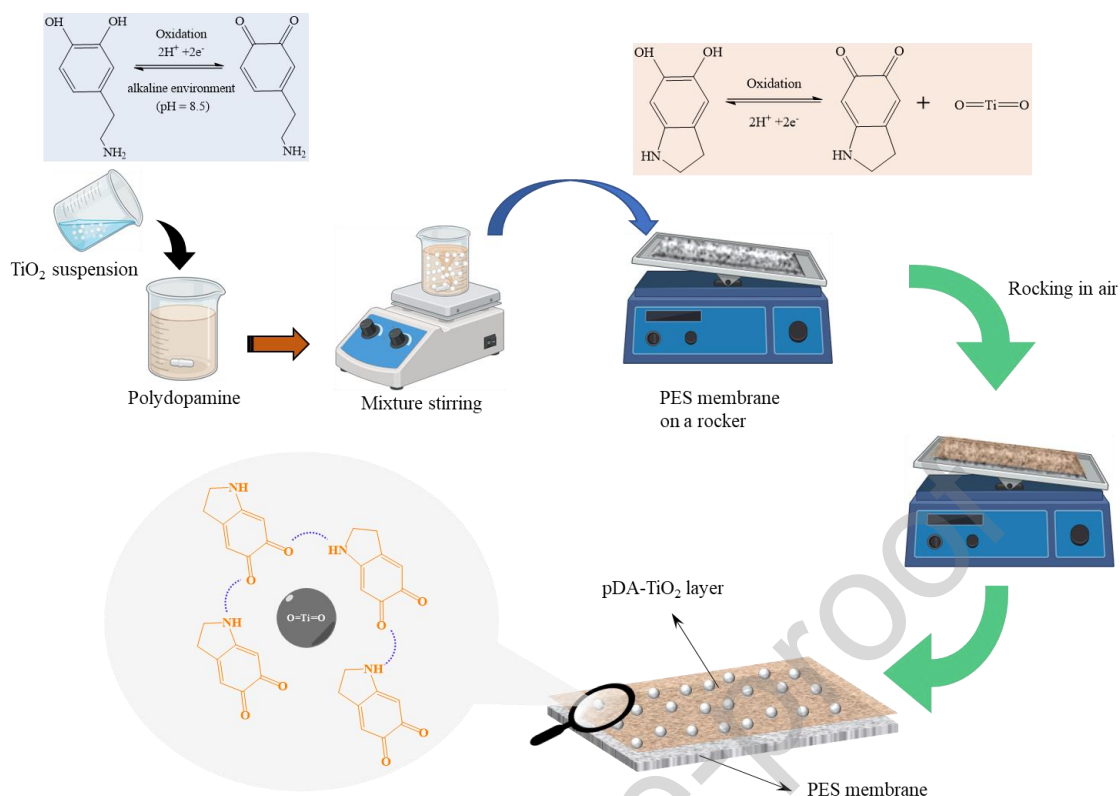 OH OH
Oxidation
2H⁺ +2e⁻
alkaline environment
(pH = 8.5)
NH₂
O O
NH₂
OH OH
HN
Oxidation
2H⁺ +2e⁻
O O
HN
+
O=Ti=O
TiO₂ suspension
Polydopamine
Mixture stirring
PES membrane
on a rocker
Rocking in air
NH
O
O
HN
O
O
O=Ti=O
NH
O
O
NH
O
O
pDA-TiO₂ layer
PES membrane
e-proof